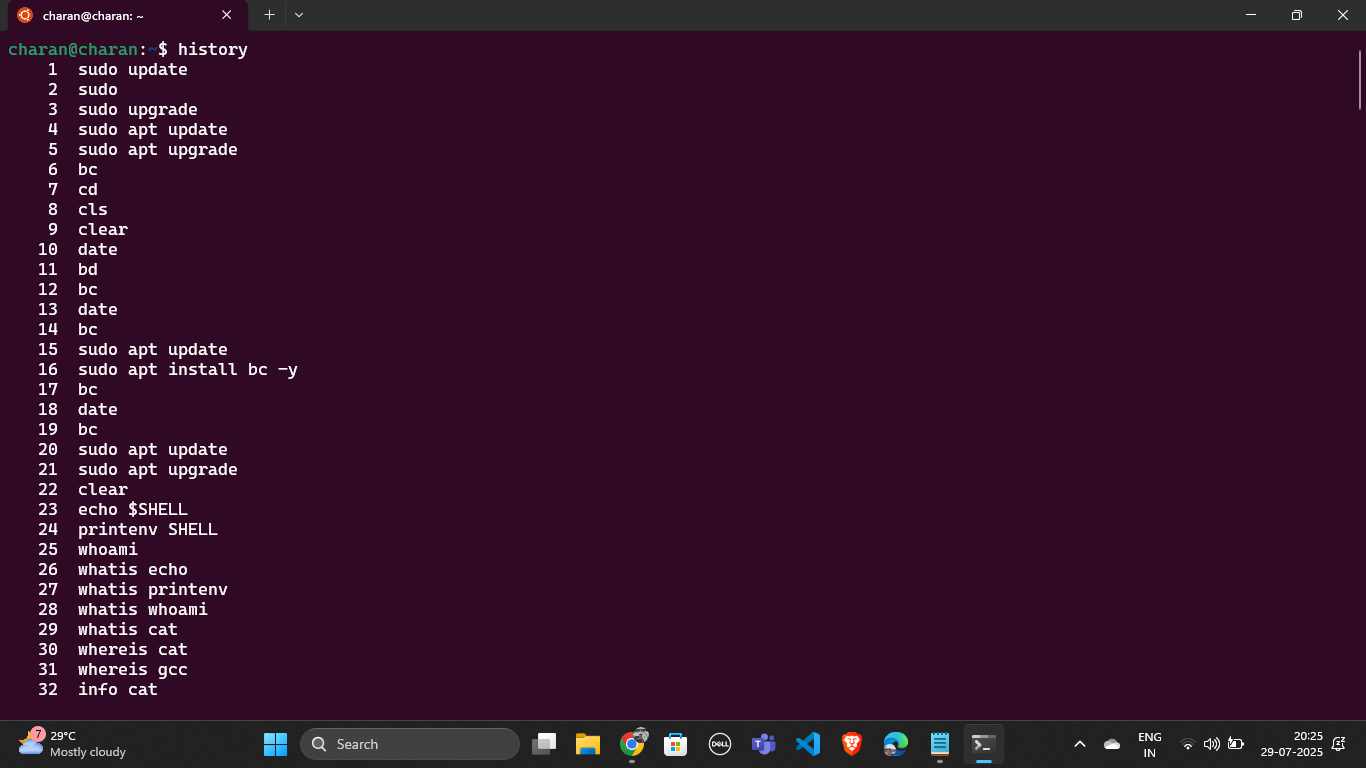 charan@charan: ~
charan@charan:~$ history
1 sudo update
2 sudo
3 sudo upgrade
4 sudo apt update
5 sudo apt upgrade
6 bc
7 cd
8 cls
9 clear
10 date
11 bd
12 bc
13 date
14 bc
15 sudo apt update
16 sudo apt install bc -y
17 bc
18 date
19 bc
20 sudo apt update
21 sudo apt upgrade
22 clear
23 echo $SHELL
24 printenv SHELL
25 whoami
26 whatis echo
27 whatis printenv
28 whatis whoami
29 whatis cat
30 whereis cat
31 whereis gcc
32 info cat
7
29°C
Mostly cloudy
Search
DELL
ENG
IN
20:25
29-07-2025